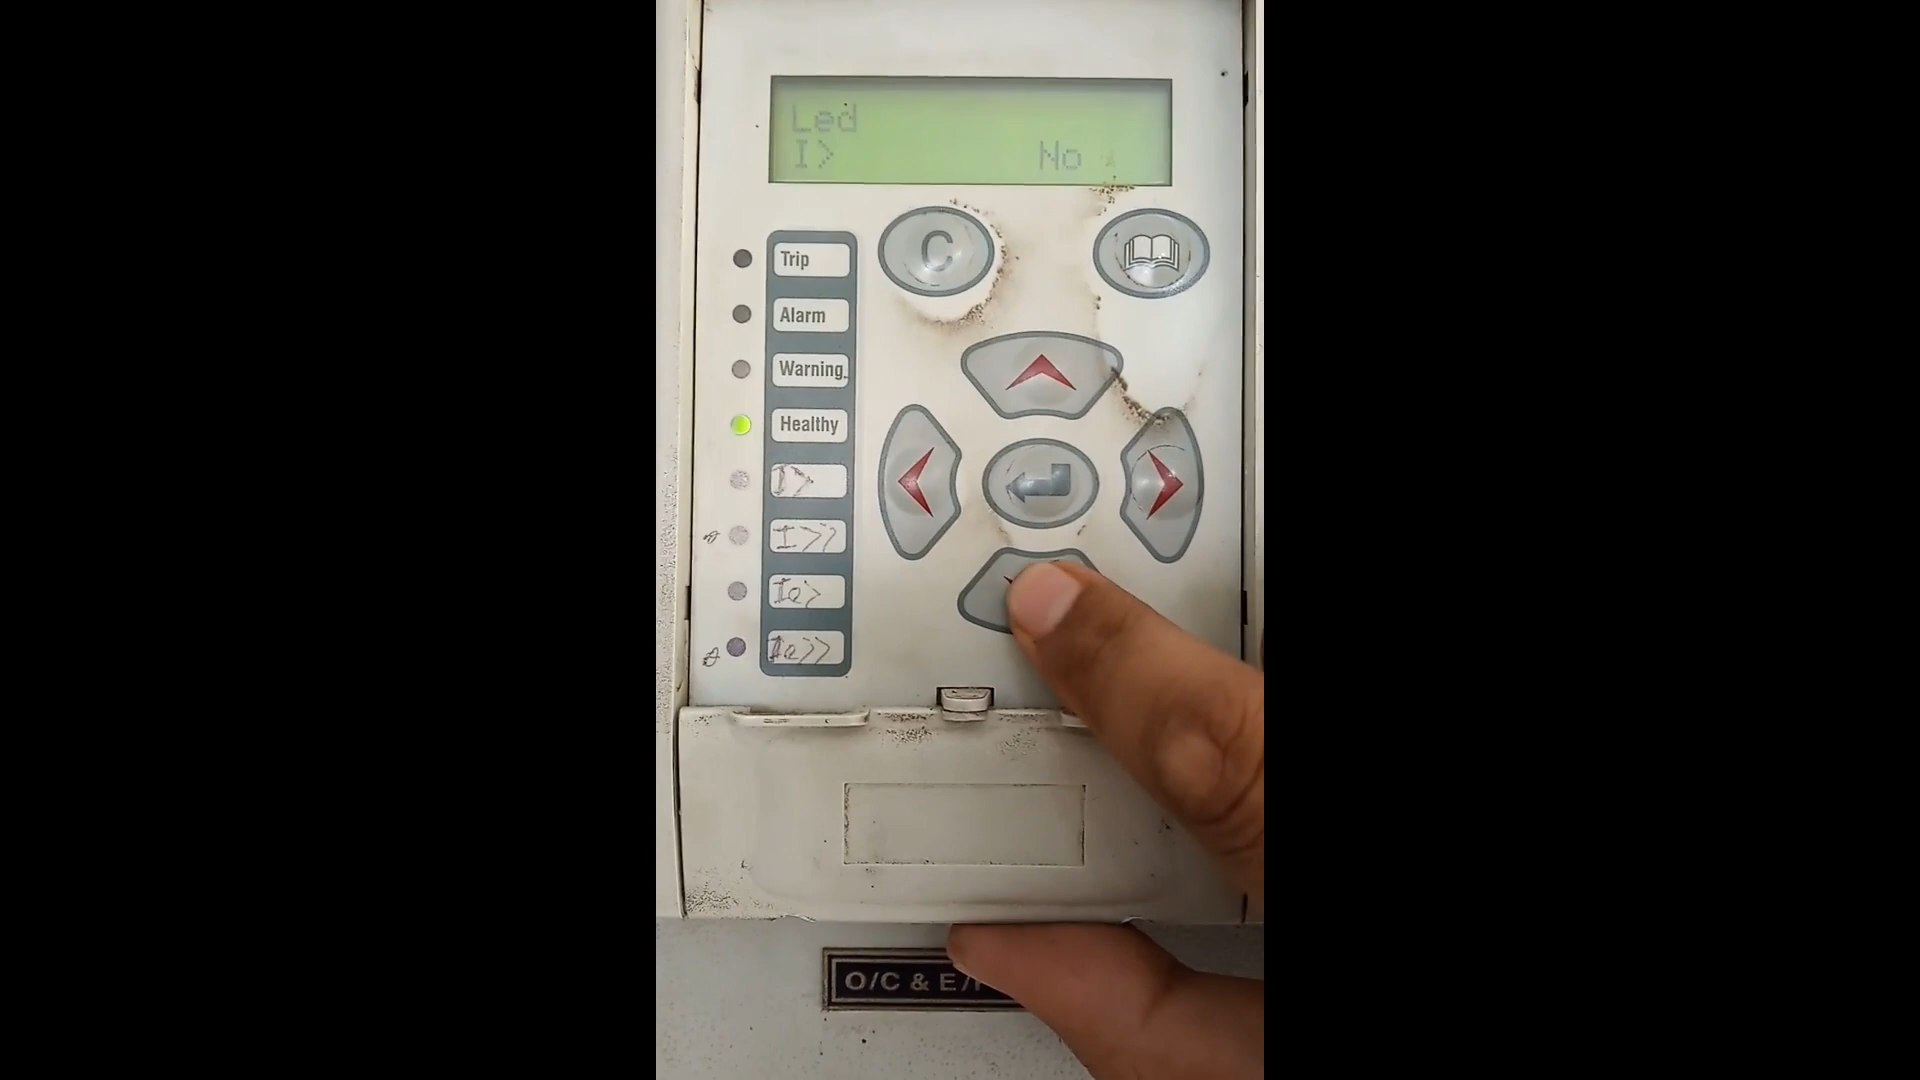 Led
I> No
C
Trip
Alarm
Warning
Healthy
I>
I>>
Ie>
Ie>>
O/C & E/